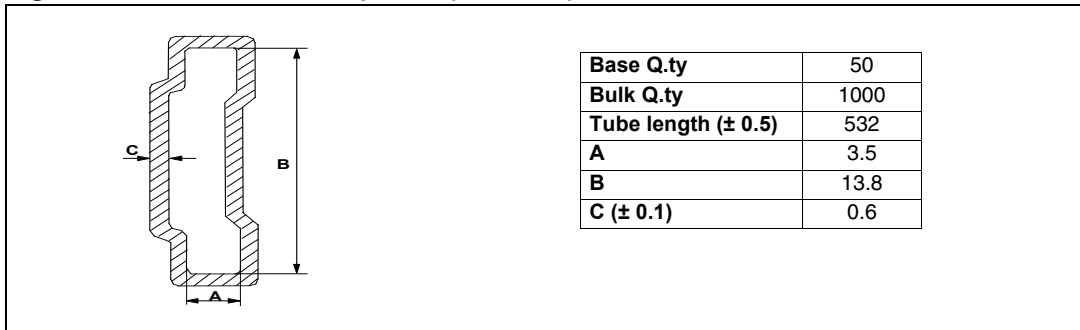 C
B
A
Base Q.ty 50
Bulk Q.ty 1000
Tube length (± 0.5) 532
A 3.5
B 13.8
C (± 0.1) 0.6